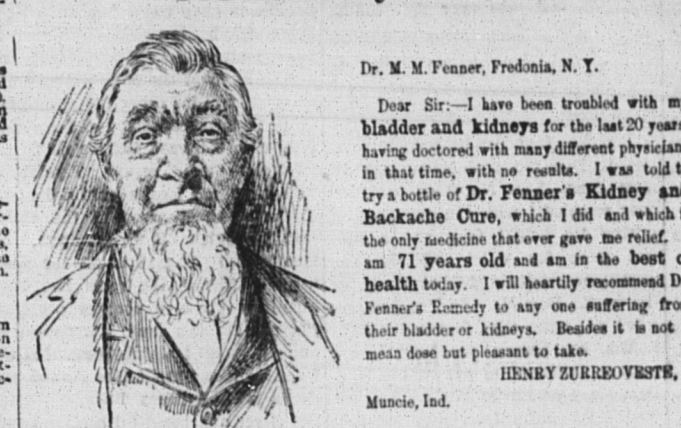 Dr. M. M. Fenner, Fredonia, N. Y.
Dear Sir:—I have been troubled with m
bladder and kidneys for the last 20 years
having doctored with many different physician
in that time, with no results. I was told t
try a bottle of Dr. Fenner's Kidney an
Backache Cure, which I did and which i
the only medicine that ever gave me relief.
am 71 years old and am in the best o
health today. I will heartily recommend D
Fenner's Remedy to any one suffering fro
their bladder or kidneys. Besides it is not
mean dose but pleasant to take.
HENRY ZURREOVESTE,
Muncie, Ind.